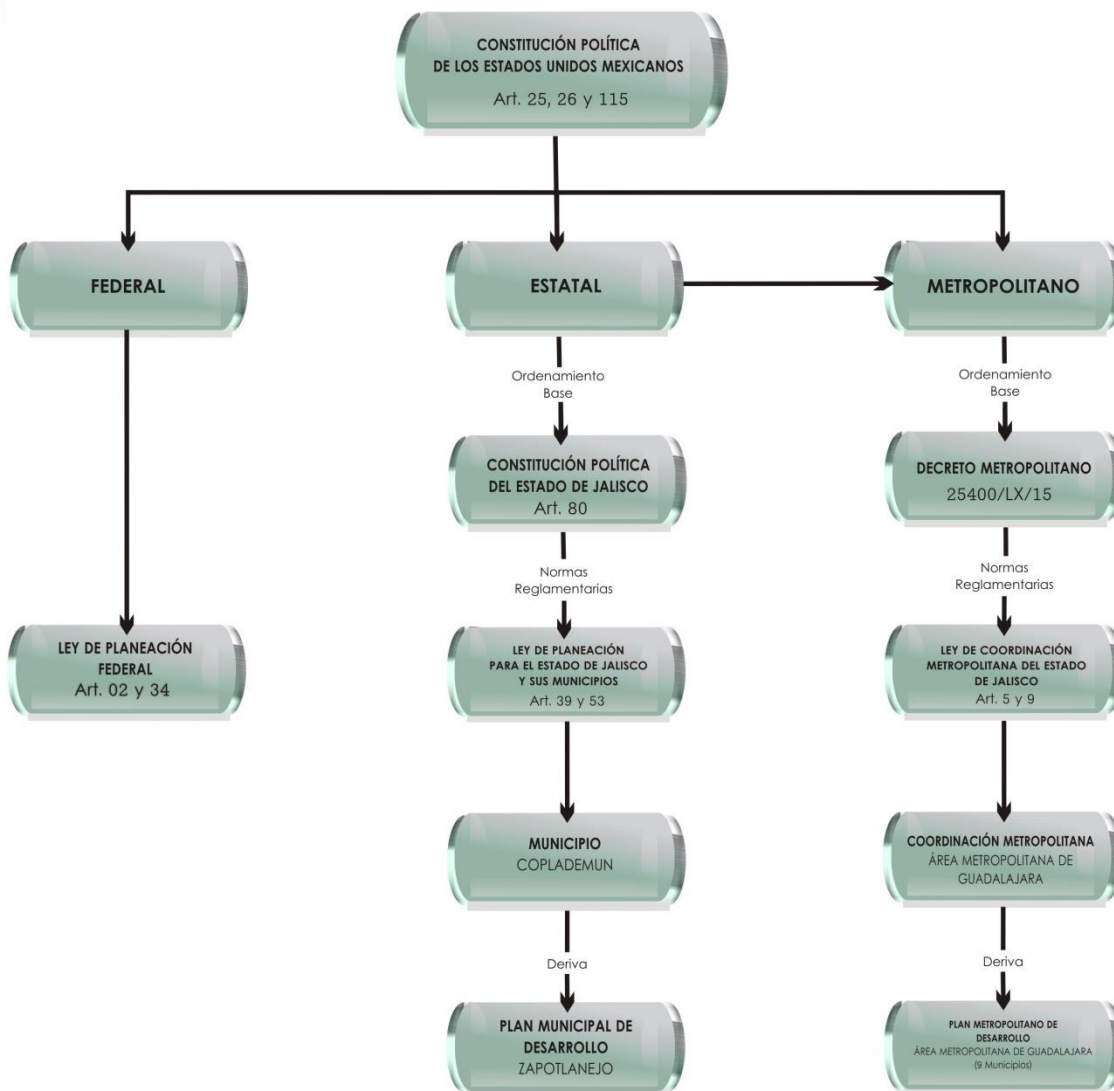 CONSTITUCIÓN POLÍTICA
DE LOS ESTADOS UNIDOS MEXICANOS
Art. 25, 26 y 115
FEDERAL
ESTATAL
METROPOLITANO
Ordenamiento
Base
Ordenamiento
Base
CONSTITUCIÓN POLÍTICA
DEL ESTADO DE JALISCO
Art. 80
DECRETO METROPOLITANO
25400/LX/15
Normas
Reglamentarias
Normas
Reglamentarias
LEY DE PLANEACIÓN
FEDERAL
Art. 02 y 34
LEY DE PLANEACIÓN
PARA EL ESTADO DE JALISCO
Y SUS MUNICIPIOS
Art. 39 y 53
LEY DE COORDINACIÓN
METROPOLITANA DEL ESTADO
DE JALISCO
Art. 5 y 9
MUNICIPIO
COPLADEMUN
COORDINACIÓN METROPOLITANA
ÁREA METROPOLITANA DE
GUADALAJARA
Deriva
Deriva
PLAN MUNICIPAL DE
DESARROLLO
ZAPOTLANEJO
PLAN METROPOLITANO DE
DESARROLLO
ÁREA METROPOLITANA DE GUADALAJARA
(9 Municipios)